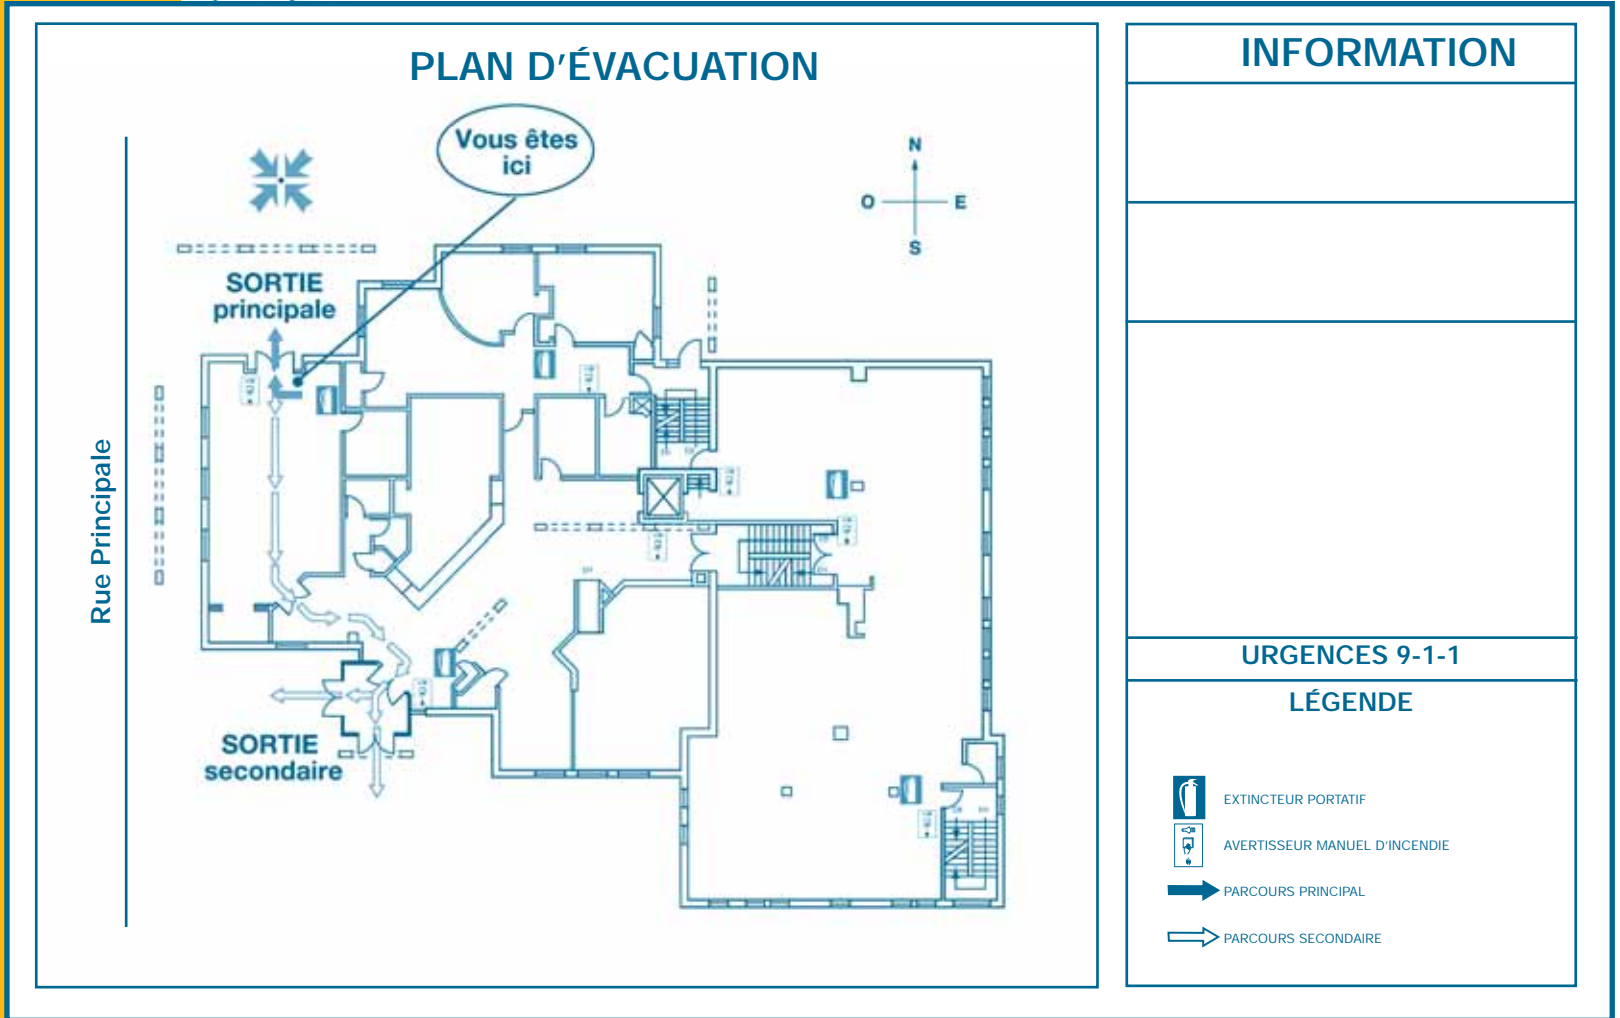 PLAN D'ÉVACUATION
Vous êtes
ici
N
O
E
S
SORTIE
principale
Rue Principale
SORTIE
secondaire
INFORMATION
URGENCES 9-1-1
LÉGENDE
EXTINCTEUR PORTATIF
AVERTISSEUR MANUEL D'INCENDIE
PARCOURS PRINCIPAL
PARCOURS SECONDAIRE